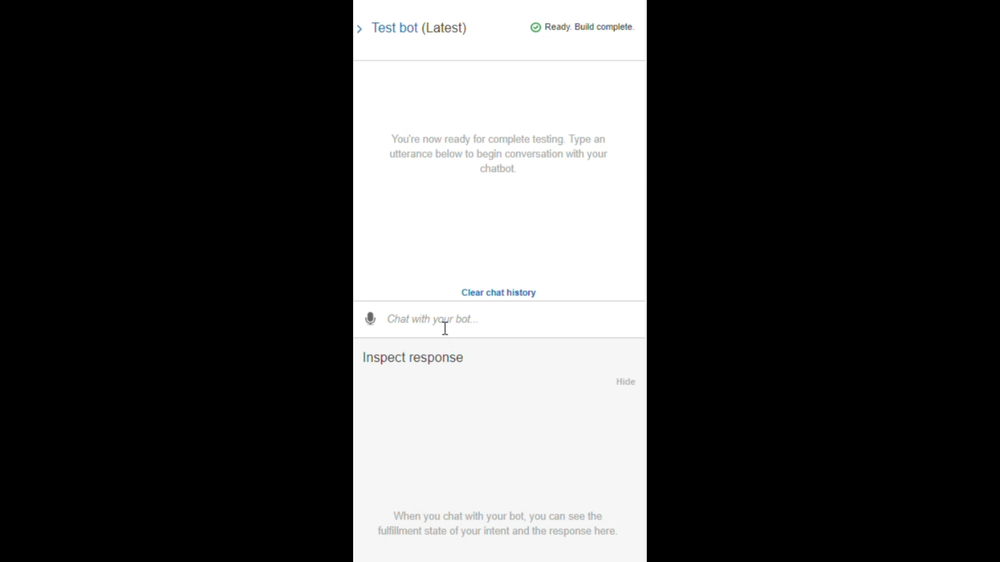 Test bot (Latest)
Ready. Build complete.
You're now ready for complete testing. Type an
utterance below to begin conversation with your
chatbot.
Clear chat history
Chat with your bot...
Inspect response
Hide
When you chat with your bot, you can see the
fulfillment state of your intent and the response here.